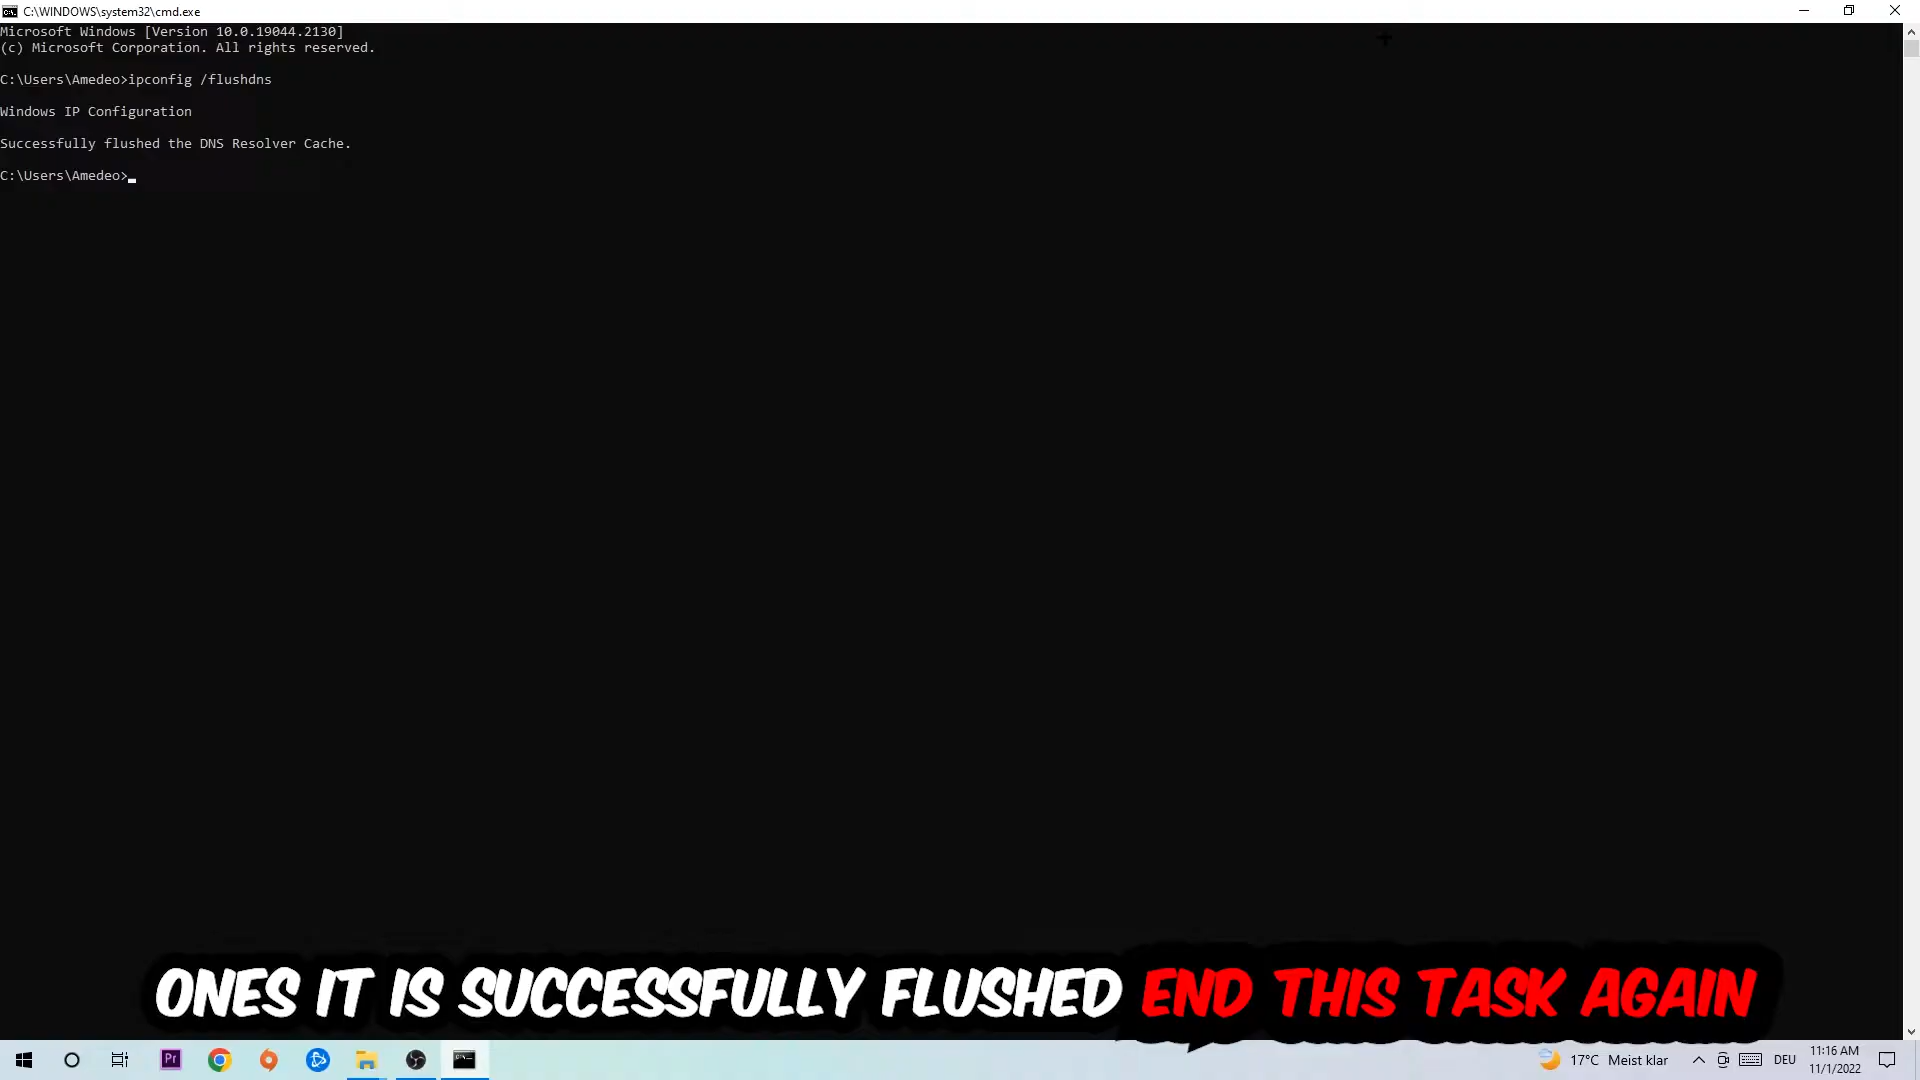 C:\WINDOWS\system32\cmd.exe
Microsoft Windows [Version 10.0.19044.2130]
(c) Microsoft Corporation. All rights reserved.
C:\Users\Amedeo>ipconfig /flushdns
Windows IP Configuration
Successfully flushed the DNS Resolver Cache.
C:\Users\Amedeo>
ONES IT IS SUCCESSFULLY FLUSHED END THIS TASK AGAIN
Pr
17°C Meist klar
DEU
11:16 AM
11/1/2022